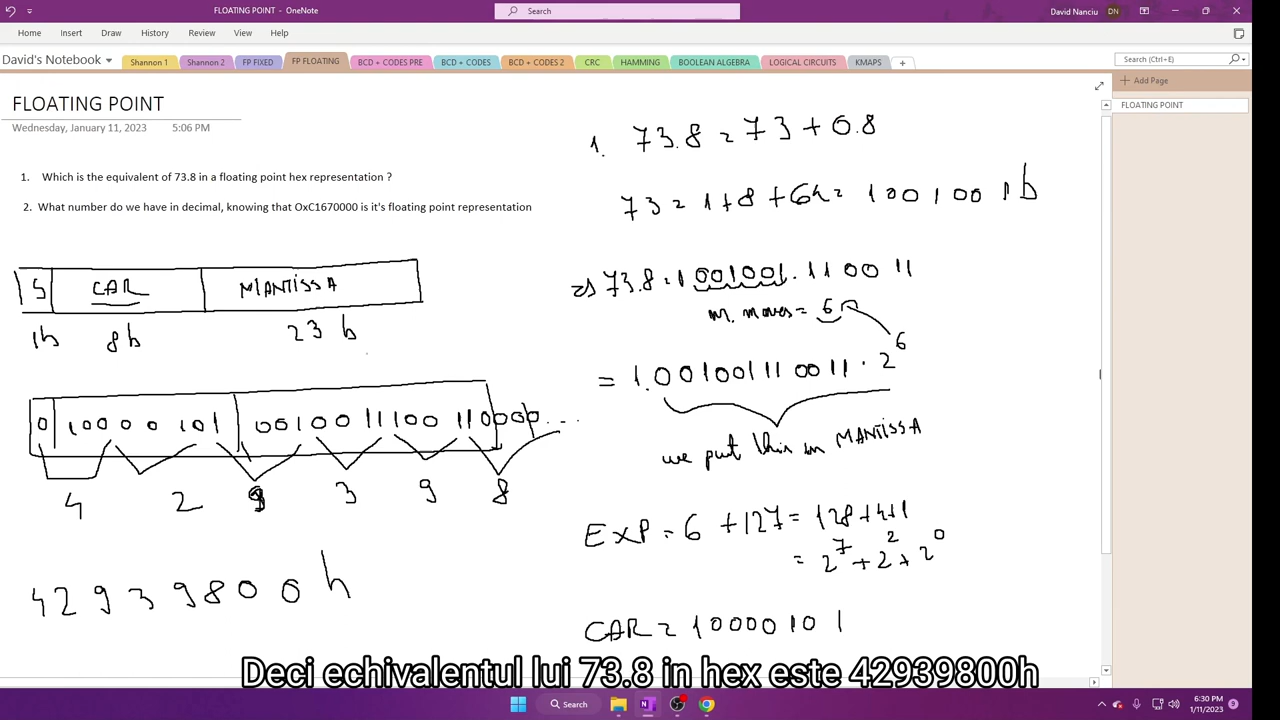 FLOATING POINT - OneNote
Search
David Nanciu DN
Home Insert Draw History Review View Help
David's Notebook
Shannon 1 Shannon 2 FP FIXED FP FLOATING BCD + CODES PRE BCD + CODES BCD + CODES 2 CRC HAMMING BOOLEAN ALGEBRA LOGICAL CIRCUITS KMAPS
Search (Ctrl+E)
Add Page
FLOATING POINT
FLOATING POINT
Wednesday, January 11, 2023 5:06 PM
1. Which is the equivalent of 73.8 in a floating point hex representation ?
2. What number do we have in decimal, knowing that OxC1670000 is it's floating point representation
S CAR MANTISSA
1b 8b 23 b
0 10000101 00100111001100000...
4 2 9 3 9 8
42939800h
1. 73.8 = 73 + 0.8
73 = 1+8+64 = 1001001b
=> 73.8 = 1001001.110011
nr. moves = 6
= 1.001001110011 · 2^6
we put this in MANTISSA
EXP = 6 + 127 = 128+4+1
= 2^7 + 2^2 + 2^0
CAR = 10000101
Deci echivalentul lui 73.8 in hex este 42939800h
Search
6:30 PM
1/11/2023